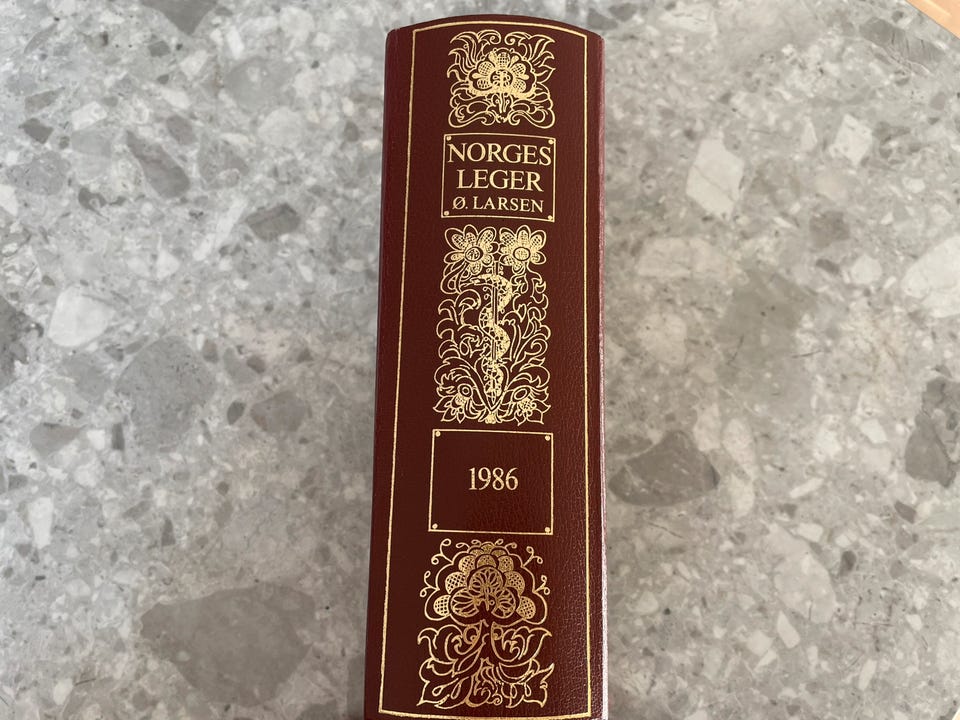 NORGES
LEGER
Ø. LARSEN
1986